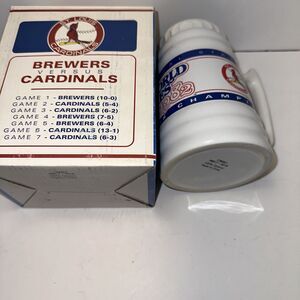 ST. LOUIS
CARDINALS
BREWERS
VERSUS
CARDINALS
GAME 1 - BREWERS (10-0)
GAME 2 - CARDINALS (5-4)
GAME 3 - CARDINALS (6-2)
GAME 4 - BREWERS (7-5)
GAME 5 - BREWERS (6-4)
GAME 6 - CARDINALS (13-1)
GAME 7 - CARDINALS (6-3)
1982
CHAMP